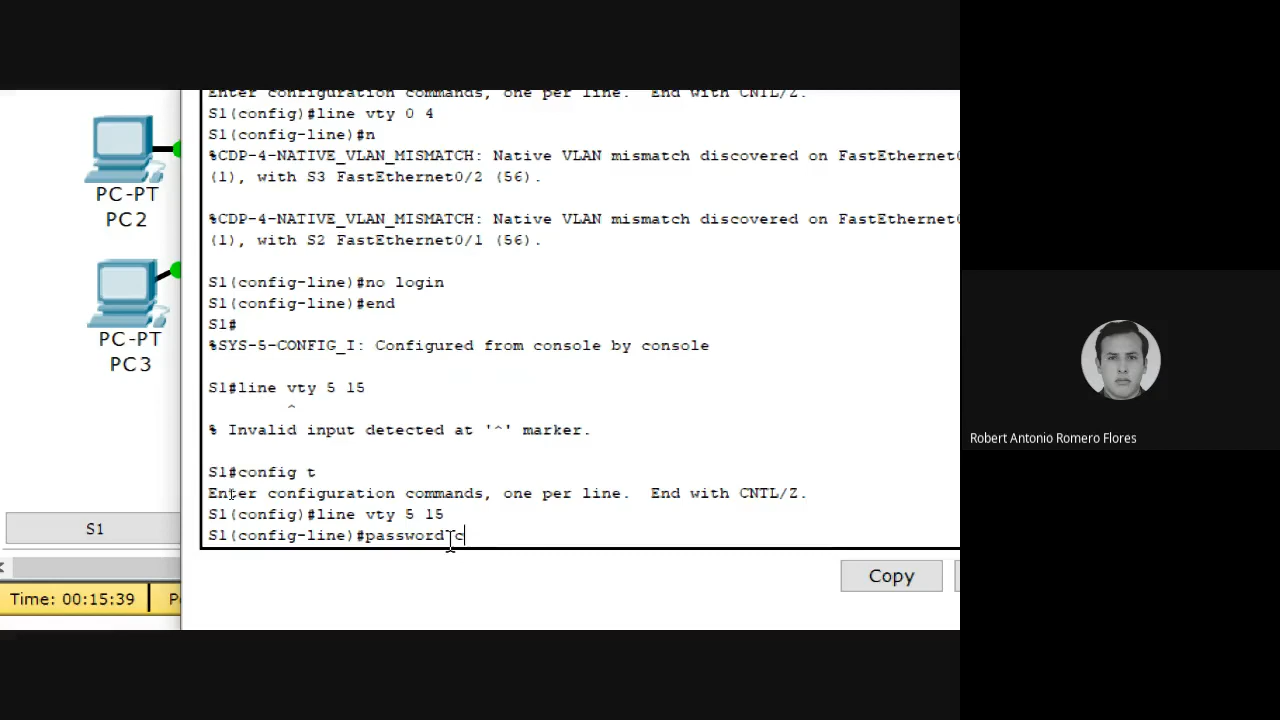 Enter configuration commands, one per line.  End with CNTL/Z.
S1(config)#line vty 0 4
S1(config-line)#n
%CDP-4-NATIVE_VLAN_MISMATCH: Native VLAN mismatch discovered on FastEthernet0
(1), with S3 FastEthernet0/2 (56).
%CDP-4-NATIVE_VLAN_MISMATCH: Native VLAN mismatch discovered on FastEthernet0
(1), with S2 FastEthernet0/1 (56).
S1(config-line)#no login
S1(config-line)#end
S1#
%SYS-5-CONFIG_I: Configured from console by console
S1#line vty 5 15
^
% Invalid input detected at '^' marker.
S1#config t
Enter configuration commands, one per line.  End with CNTL/Z.
S1(config)#line vty 5 15
S1(config-line)#password c
PC-PT
PC2
PC-PT
PC3
S1
Time: 00:15:39
Copy
Robert Antonio Romero Flores